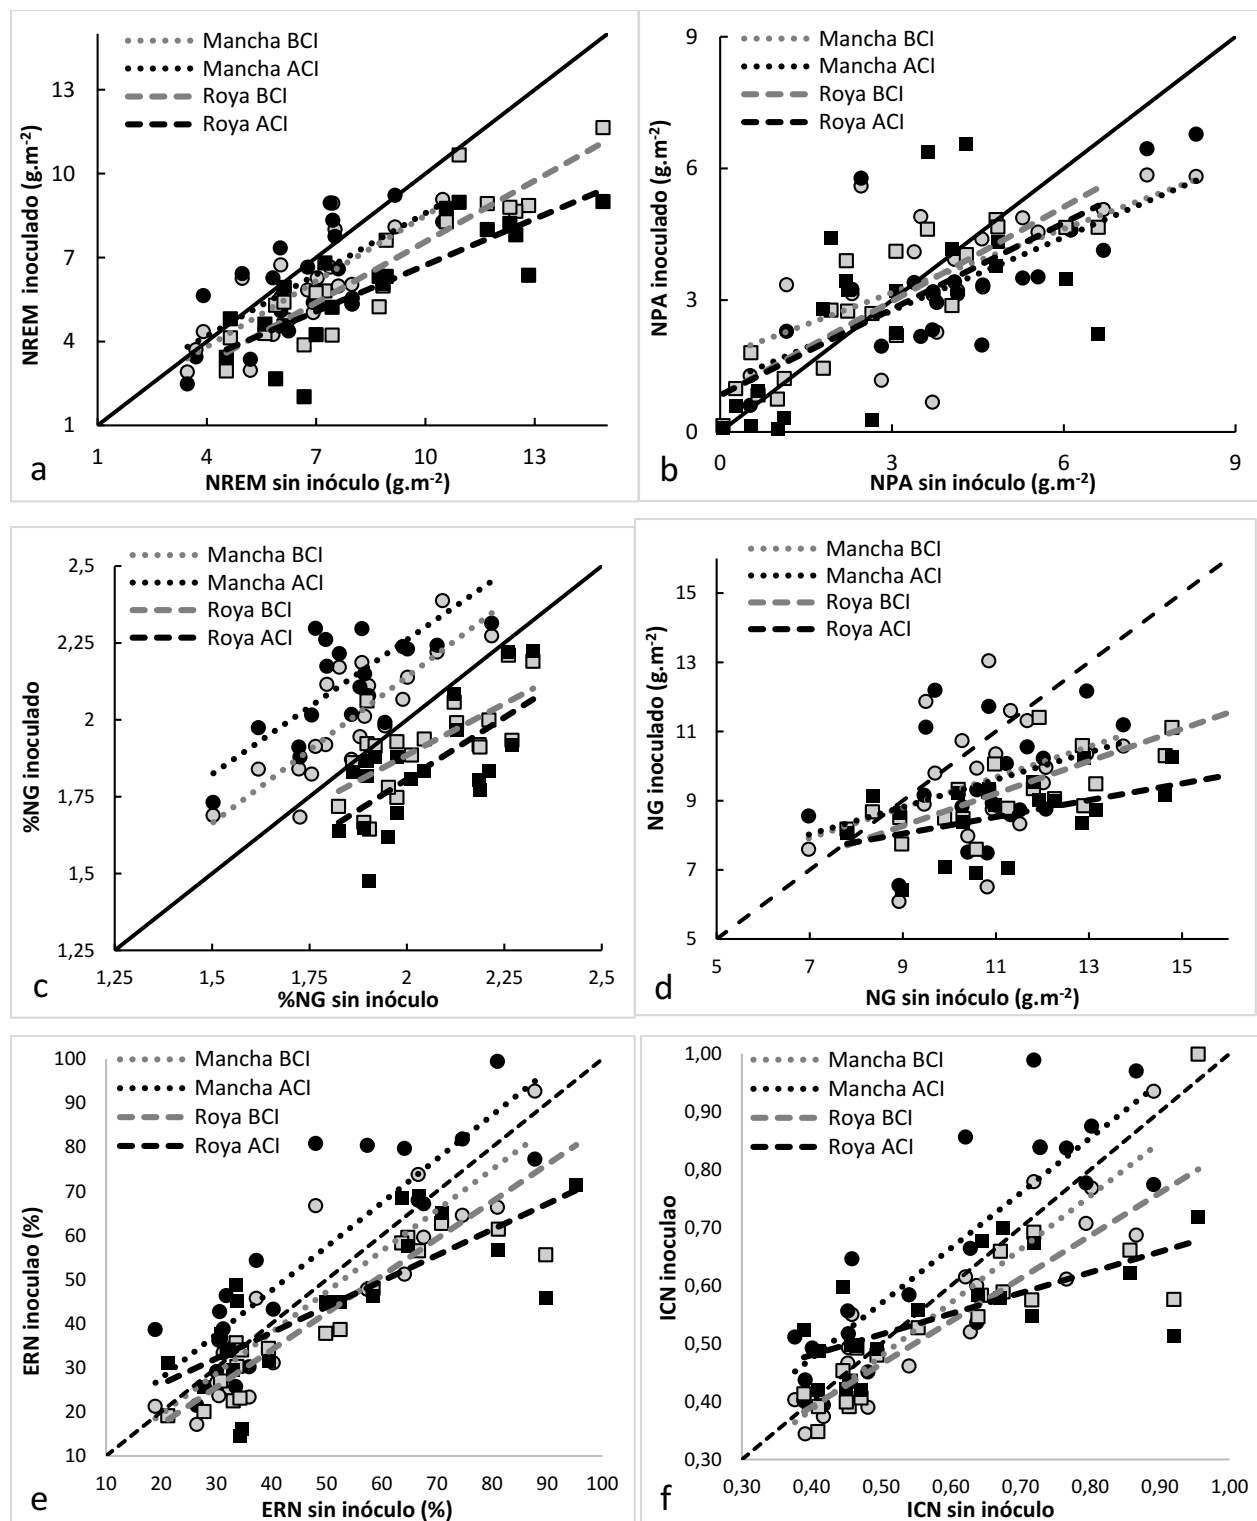 Mancha BCI
Mancha ACI
Roya BCI
Roya ACI
NREM inoculado (g.m-2)
13
10
7
4
1
1 4 7 10 13
NREM sin inóculo (g.m-2)
a
Mancha BCI
Mancha ACI
Roya BCI
Roya ACI
NPA inoculado (g.m-2)
9
6
3
0
0 3 6 9
NPA sin inóculo (g.m-2)
b
Mancha BCI
Mancha ACI
Roya BCI
Roya ACI
%NG inoculado
2,5
2,25
2
1,75
1,5
1,25
1,25 1,5 1,75 2 2,25 2,5
%NG sin inóculo
c
Mancha BCI
Mancha ACI
Roya BCI
Roya ACI
NG inoculado (g.m-2)
15
13
11
9
7
5
5 7 9 11 13 15
NG sin inóculo (g.m-2)
d
Mancha BCI
Mancha ACI
Roya BCI
Roya ACI
ERN inoculao (%)
100
90
80
70
60
50
40
30
20
10
10 20 30 40 50 60 70 80 90 100
ERN sin inóculo (%)
e
Mancha BCI
Mancha ACI
Roya BCI
Roya ACI
ICN inoculao
1,00
0,90
0,80
0,70
0,60
0,50
0,40
0,30
0,30 0,40 0,50 0,60 0,70 0,80 0,90 1,00
ICN sin inóculo
f